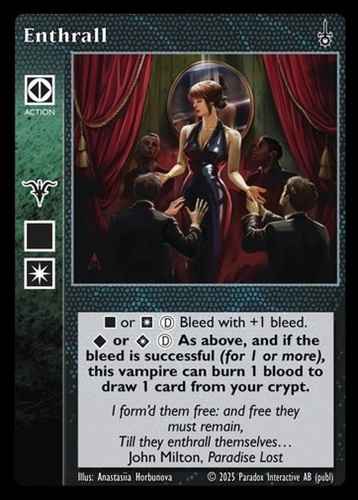 Enthrall
ACTION
or D Bleed with +1 bleed.
or D As above, and if the
bleed is successful (for 1 or more),
this vampire can burn 1 blood to
draw 1 card from your crypt.
I form'd them free: and free they
must remain,
Till they enthrall themselves…
John Milton, Paradise Lost
Illus: Anastasiia Horbunova
© 2025 Paradox Interactive AB (publ)